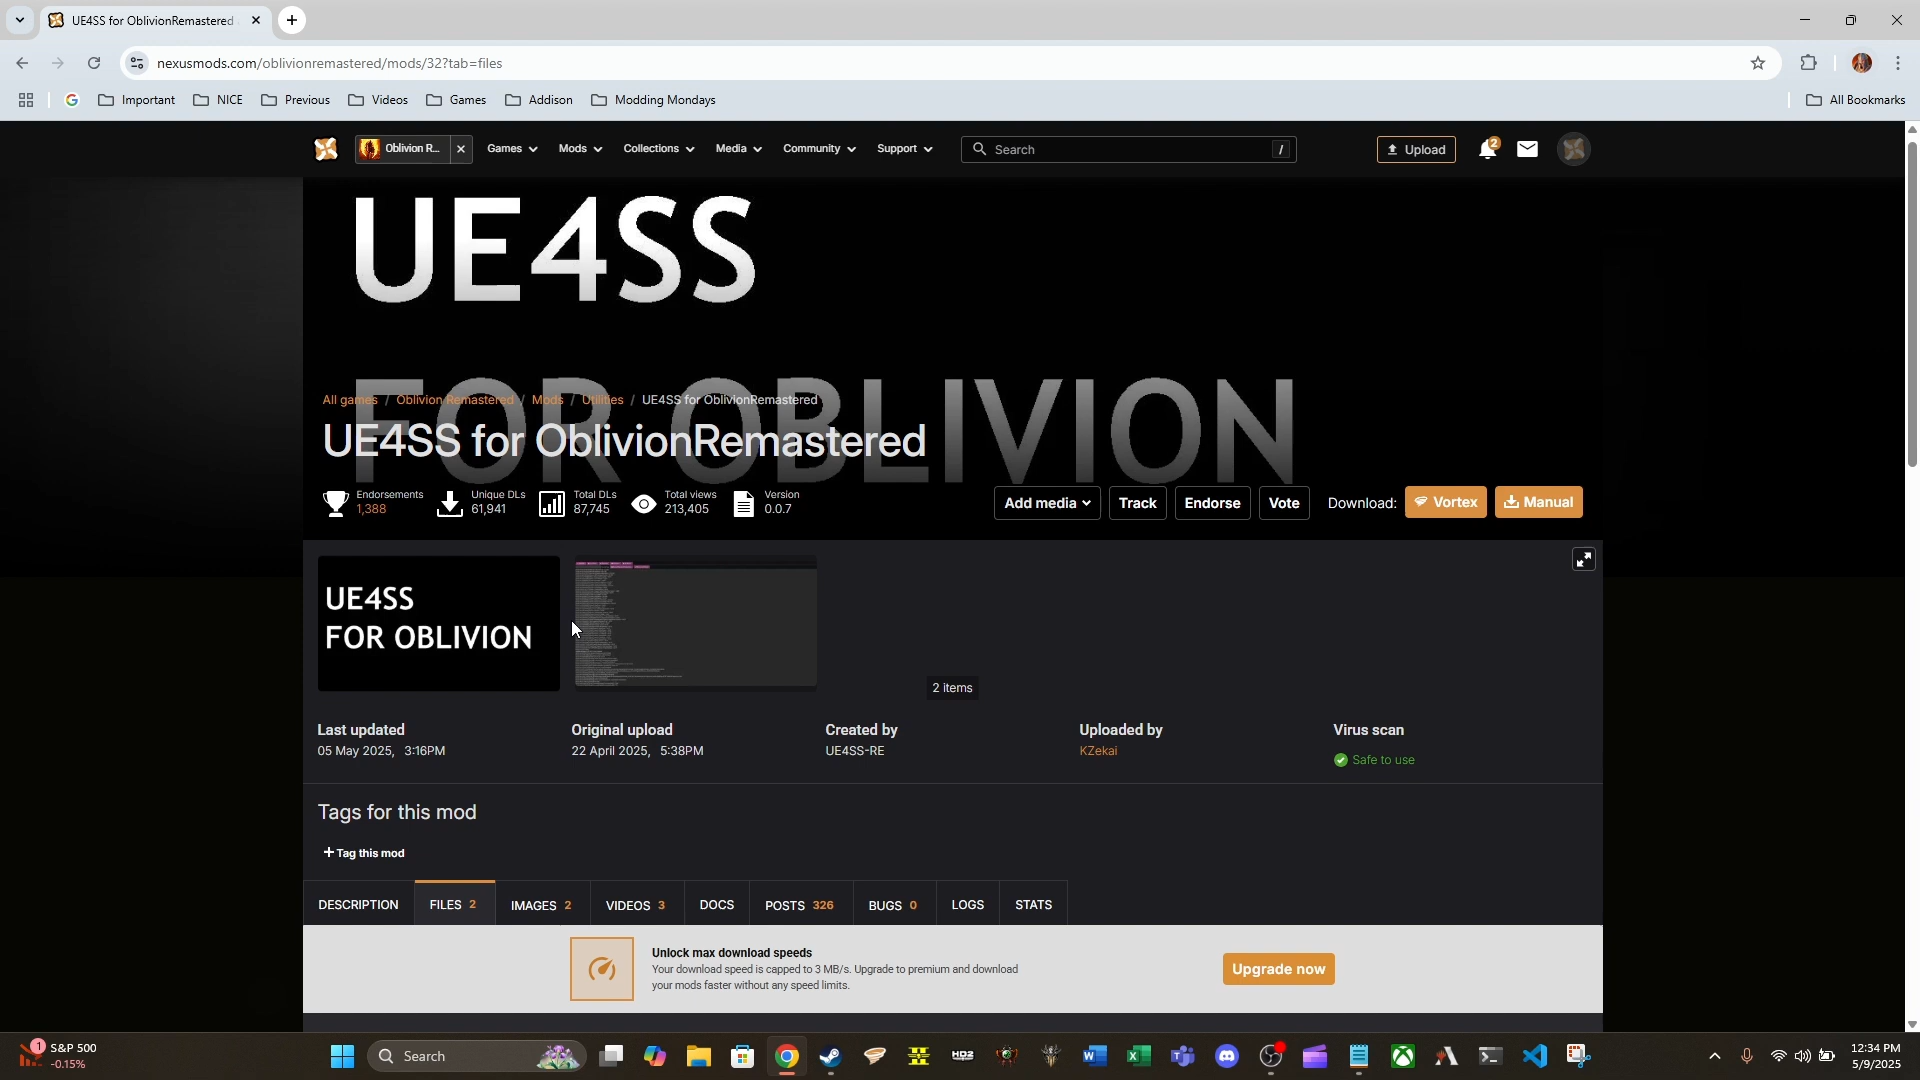 UE4SS for OblivionRemastered
nexusmods.com/oblivionremastered/mods/32?tab=files
Important
NICE
Previous
Videos
Games
Addison
Modding Mondays
All Bookmarks
Oblivion R...
Games
Mods
Collections
Media
Community
Support
Search
/
Upload
2
UE4SS
FOR OBLIVION
All games / Oblivion Remastered / Mods / Utilities / UE4SS for OblivionRemastered
UE4SS for OblivionRemastered
Endorsements
1,388
Unique DLs
61,941
Total DLs
87,745
Total views
213,405
Version
0.0.7
Add media
Track
Endorse
Vote
Download:
Vortex
Manual
UE4SS
FOR OBLIVION
2 items
Last updated
05 May 2025, 3:16PM
Original upload
22 April 2025, 5:38PM
Created by
UE4SS-RE
Uploaded by
KZekai
Virus scan
Safe to use
Tags for this mod
+ Tag this mod
DESCRIPTION
FILES 2
IMAGES 2
VIDEOS 3
DOCS
POSTS 326
BUGS 0
LOGS
STATS
Unlock max download speeds
Your download speed is capped to 3 MB/s. Upgrade to premium and download
your mods faster without any speed limits.
Upgrade now
1
S&P 500
-0.15%
Search
HD2
12:34 PM
5/9/2025